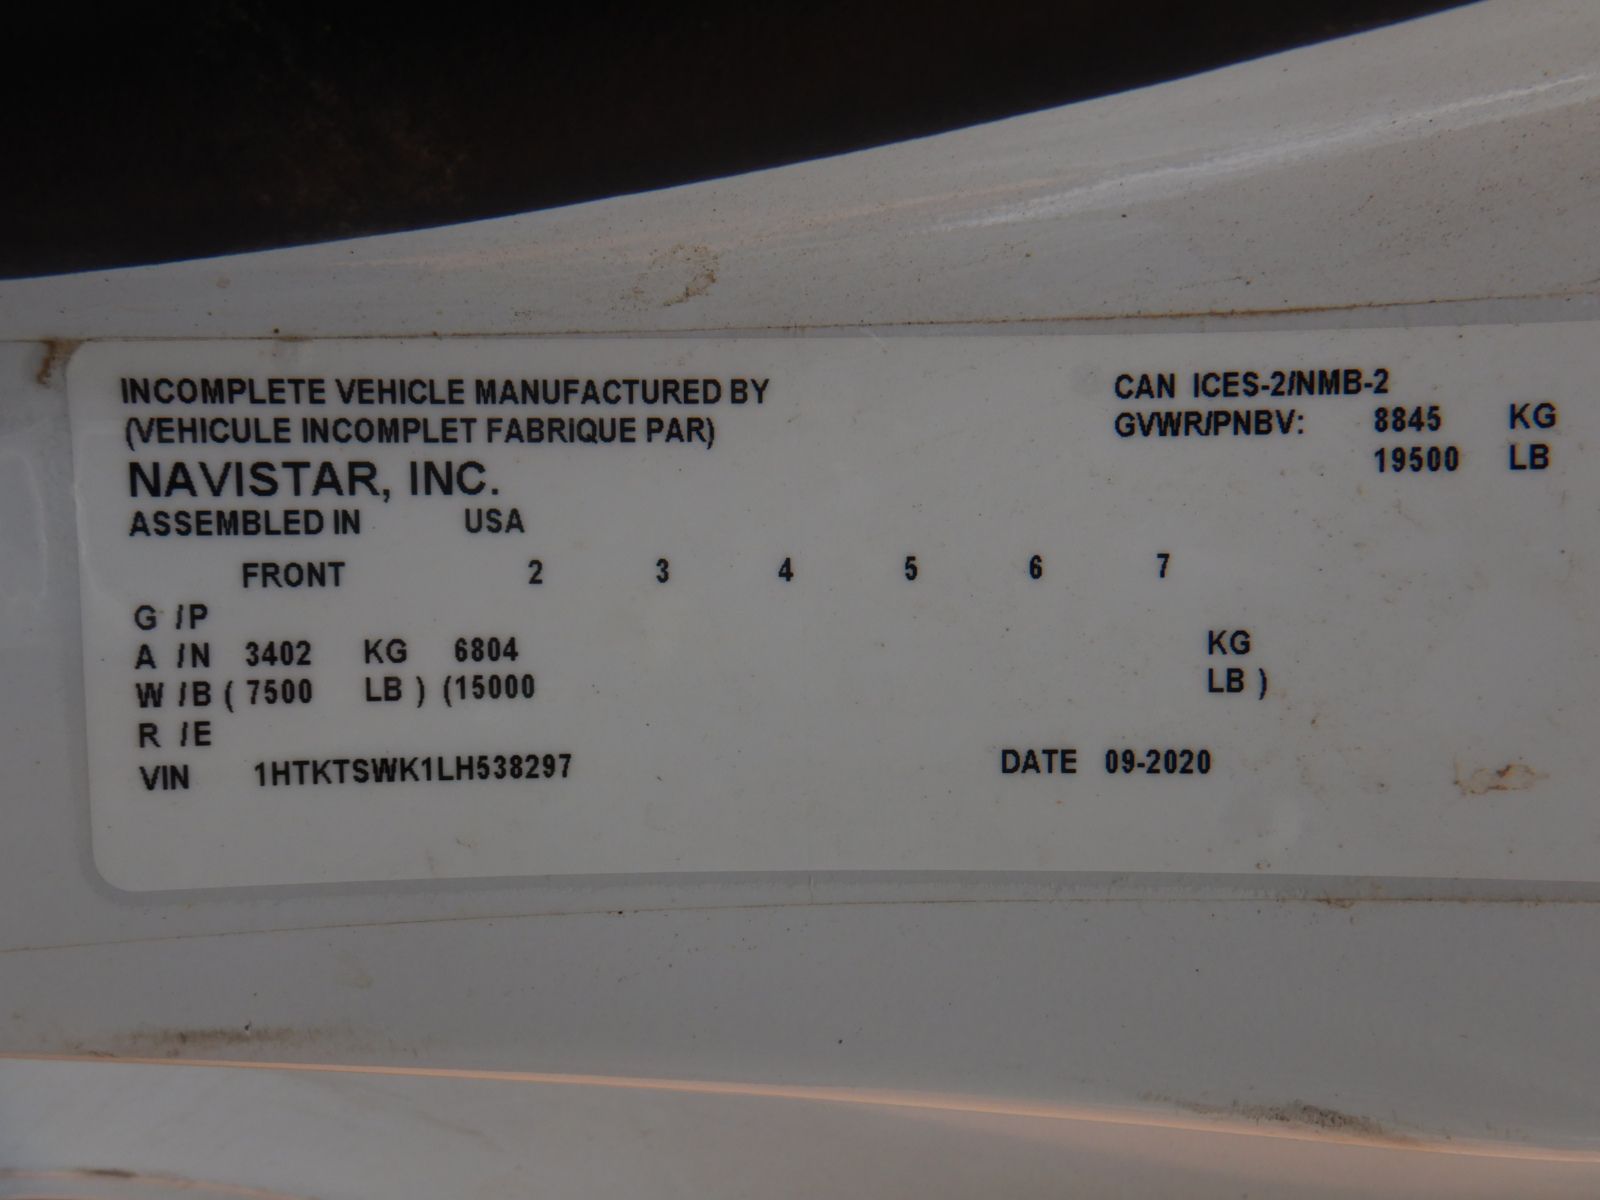 INCOMPLETE VEHICLE MANUFACTURED BY
(VEHICULE INCOMPLET FABRIQUE PAR)
NAVISTAR, INC.
ASSEMBLED IN USA
CAN ICES-2/NMB-2
GVWR/PNBV: 8845 KG
19500 LB
FRONT 2 3 4 5 6 7
G /P
A /N 3402 KG 6804 KG
W /B ( 7500 LB ) (15000 LB )
R /E
VIN 1HTKTSWK1LH538297 DATE 09-2020